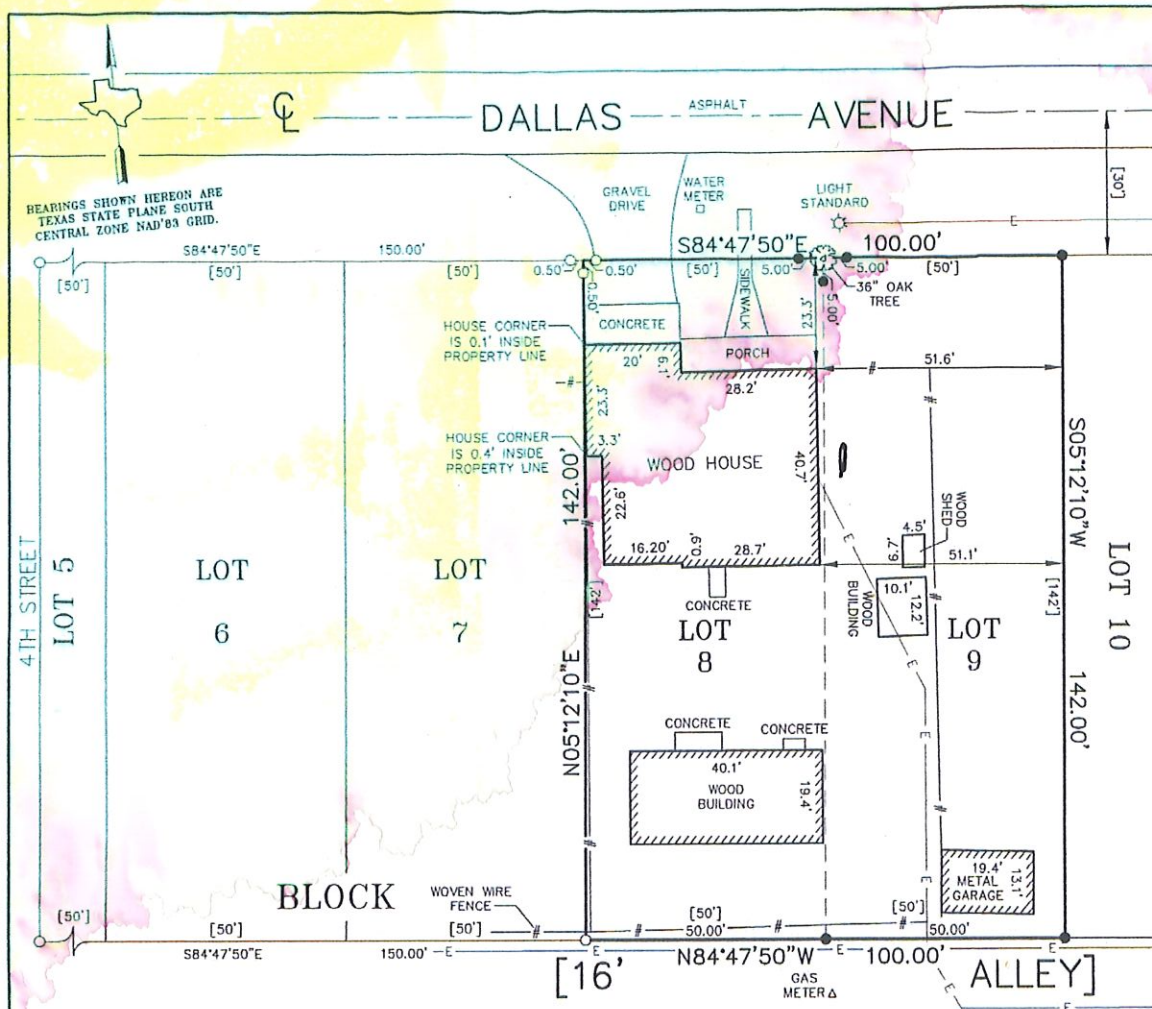 ℄ DALLAS ASPHALT AVENUE
[30']
BEARINGS SHOWN HEREON ARE
TEXAS STATE PLANE SOUTH
CENTRAL ZONE NAD'83 GRID.
GRAVEL
DRIVE
WATER
METER
LIGHT
STANDARD
E
S84°47'50"E
150.00'
[50']
[50']
[50']
S84°47'50"E 100.00'
0.50'
0.50'
[50']
5.00'
5.00'
[50']
0.50'
5.00'
36" OAK
TREE
SIDEWALK
23.3'
CONCRETE
PORCH
HOUSE CORNER
IS 0.1' INSIDE
PROPERTY LINE
20'
6.1'
28.2'
# 51.6'
#
23.3'
#
HOUSE CORNER
IS 0.4' INSIDE
PROPERTY LINE
3.3'
WOOD HOUSE
40.7'
22.6'
16.20'
0.9'
28.7'
CONCRETE
E
WOOD
SHED
4.5'
6.7'
51.1'
#
10.1'
12.2'
WOOD
BUILDING
E
S05°12'10"W
[142']
142.00'
LOT 10
4TH STREET
LOT 5
LOT
6
LOT
7
142.00'
#
[142']
N05°12'10"E
#
#
LOT
8
LOT
9
CONCRETE
CONCRETE
40.1'
19.4'
WOOD
BUILDING
E
#
E
19.4'
13.1'
METAL
GARAGE
BLOCK
WOVEN WIRE
FENCE
[50']
[50']
[50']
#
#
[50']
50.00'
#
#
[50']
50.00'
S84°47'50"E
150.00'
E
E
N84°47'50"W 100.00'
E
E
E
[16' ALLEY]
GAS
METER
E
E